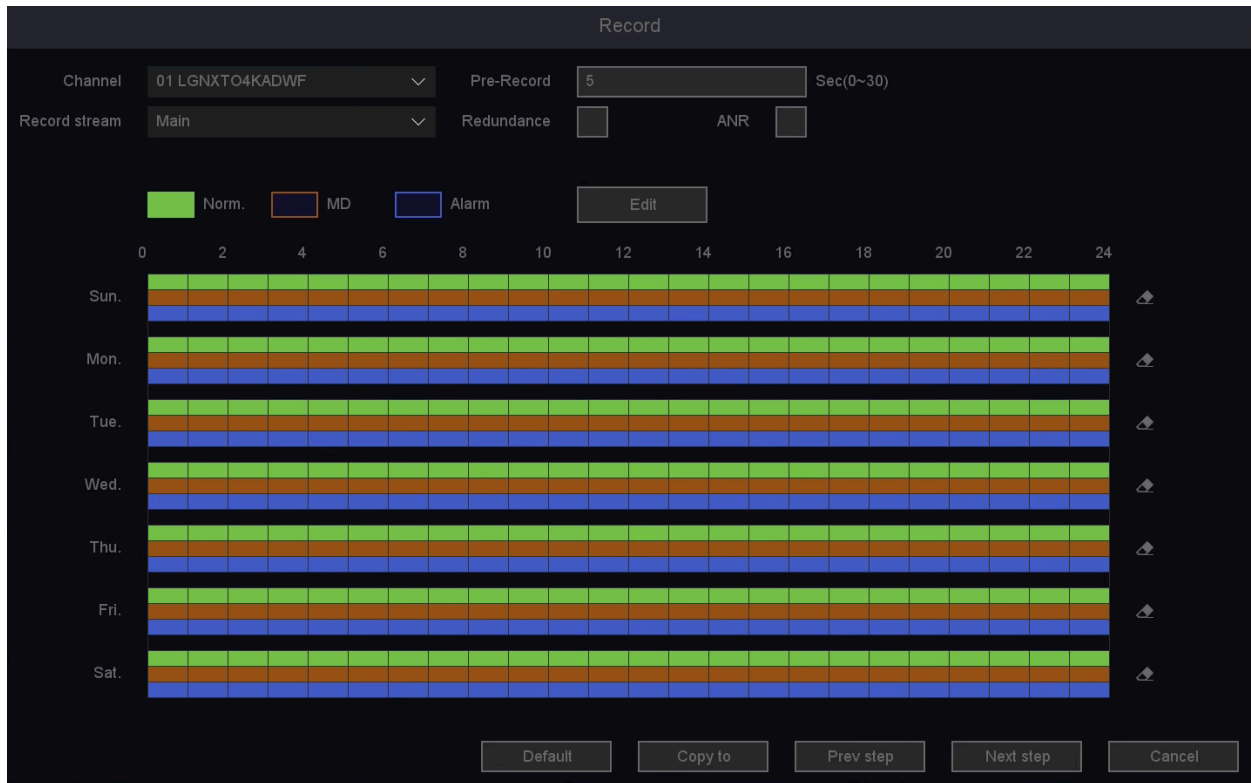 Record
Channel 01 LGNXTO4KADWF Pre-Record 5 Sec(0~30)
Record stream Main Redundance ANR
Norm. MD Alarm Edit
0 2 4 6 8 10 12 14 16 18 20 22 24
Sun.
Mon.
Tue.
Wed.
Thu.
Fri.
Sat.
Default Copy to Prev step Next step Cancel